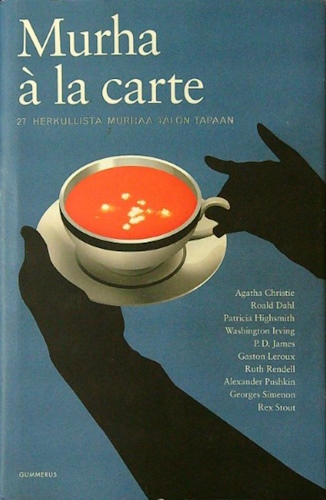 Murha
à la carte
27 HERKULLISTA MURHAA TALON TAPAAN
Agatha Christie
Roald Dahl
Patricia Highsmith
Washington Irving
P. D. James
Gaston Leroux
Ruth Rendell
Alexander Pushkin
Georges Simenon
Rex Stout
GUMMERUS